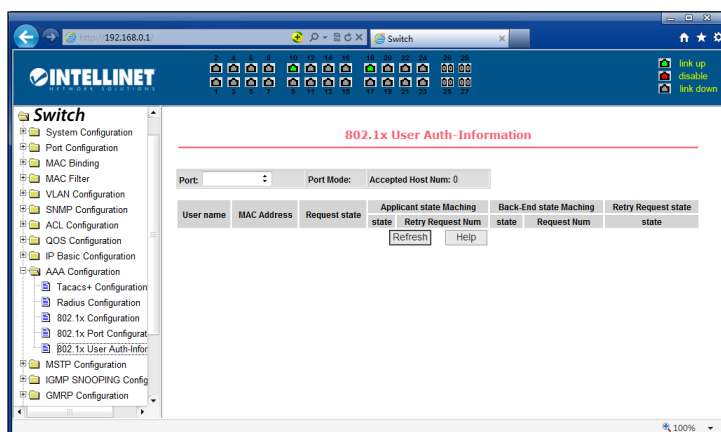 http://192.168.0.1/
Switch
2 4 6 8 10 12 14 16 18 20 22 24 26 28
INTELLINET
NETWORK SOLUTIONS
1 3 5 7 9 11 13 15 17 19 21 23 25 27
link up
disable
link down
Switch
System Configuration
Port Configuration
MAC Binding
MAC Filter
VLAN Configuration
SNMP Configuration
ACL Configuration
QOS Configuration
IP Basic Configuration
AAA Configuration
Tacacs+ Configuration
Radius Configuration
802.1x Configuration
802.1x Port Configurat
802.1x User Auth-Infor
MSTP Configuration
IGMP SNOOPING Config
GMRP Configuration
802.1x User Auth-Information
Port: Port Mode: Accepted Host Num: 0
User name MAC Address Request state Applicant state Maching Back-End state Maching Retry Request state
state Retry Request Num state Request Num state
Refresh Help
100%